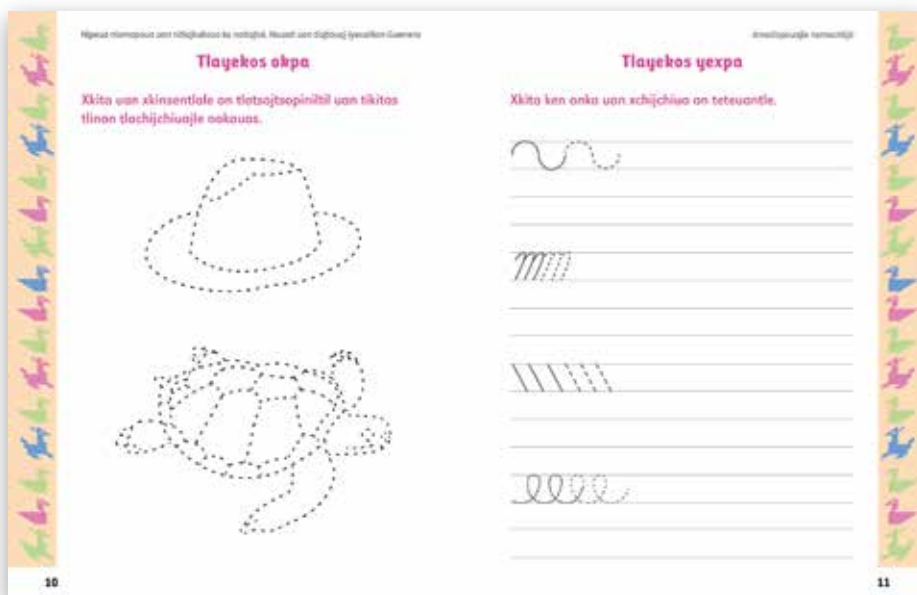 Tlayekos okpa
Xkita uan xkinsentlale on tlatsojtsopiniltil uan tikitas
tlinon tlachijchiuajle nokauas.
10
Tlayekos yexpa
Xkita ken onka uan xchijchiua on teteuantle.
11